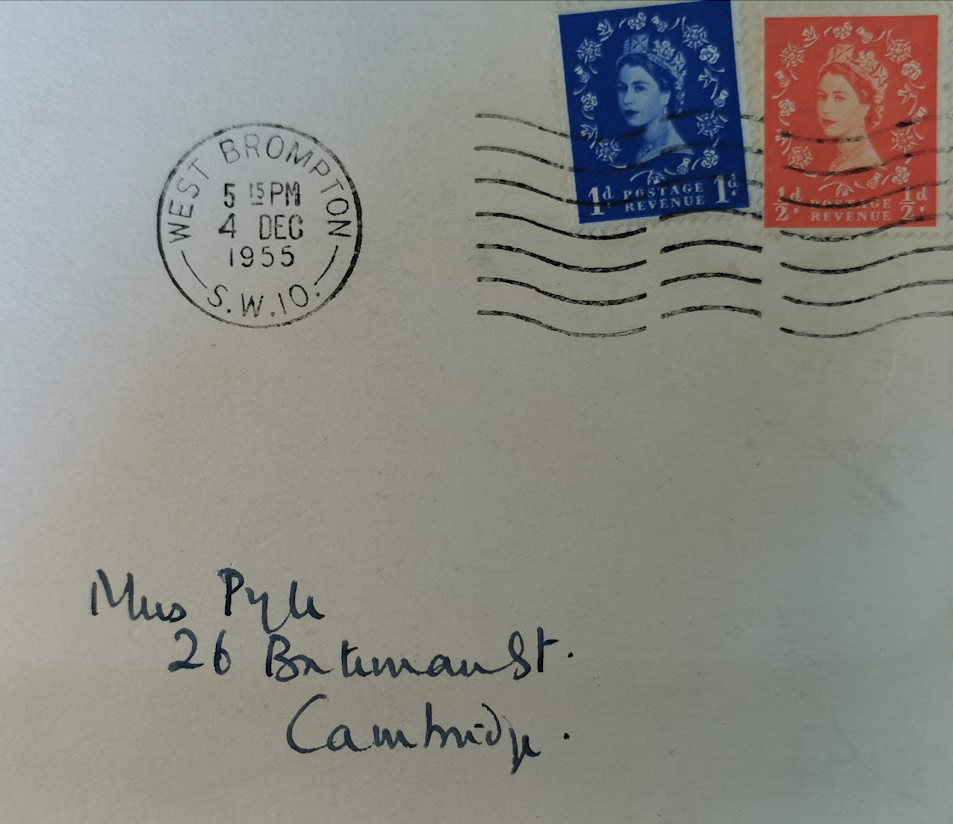 WEST BROMPTON
5 15 PM
4 DEC
1955
S.W.10.
1d POSTAGE 1d.
REVENUE
½d. POSTAGE ½d.
REVENUE
Miss Pyle
26 Bateman St.
Cambridge.